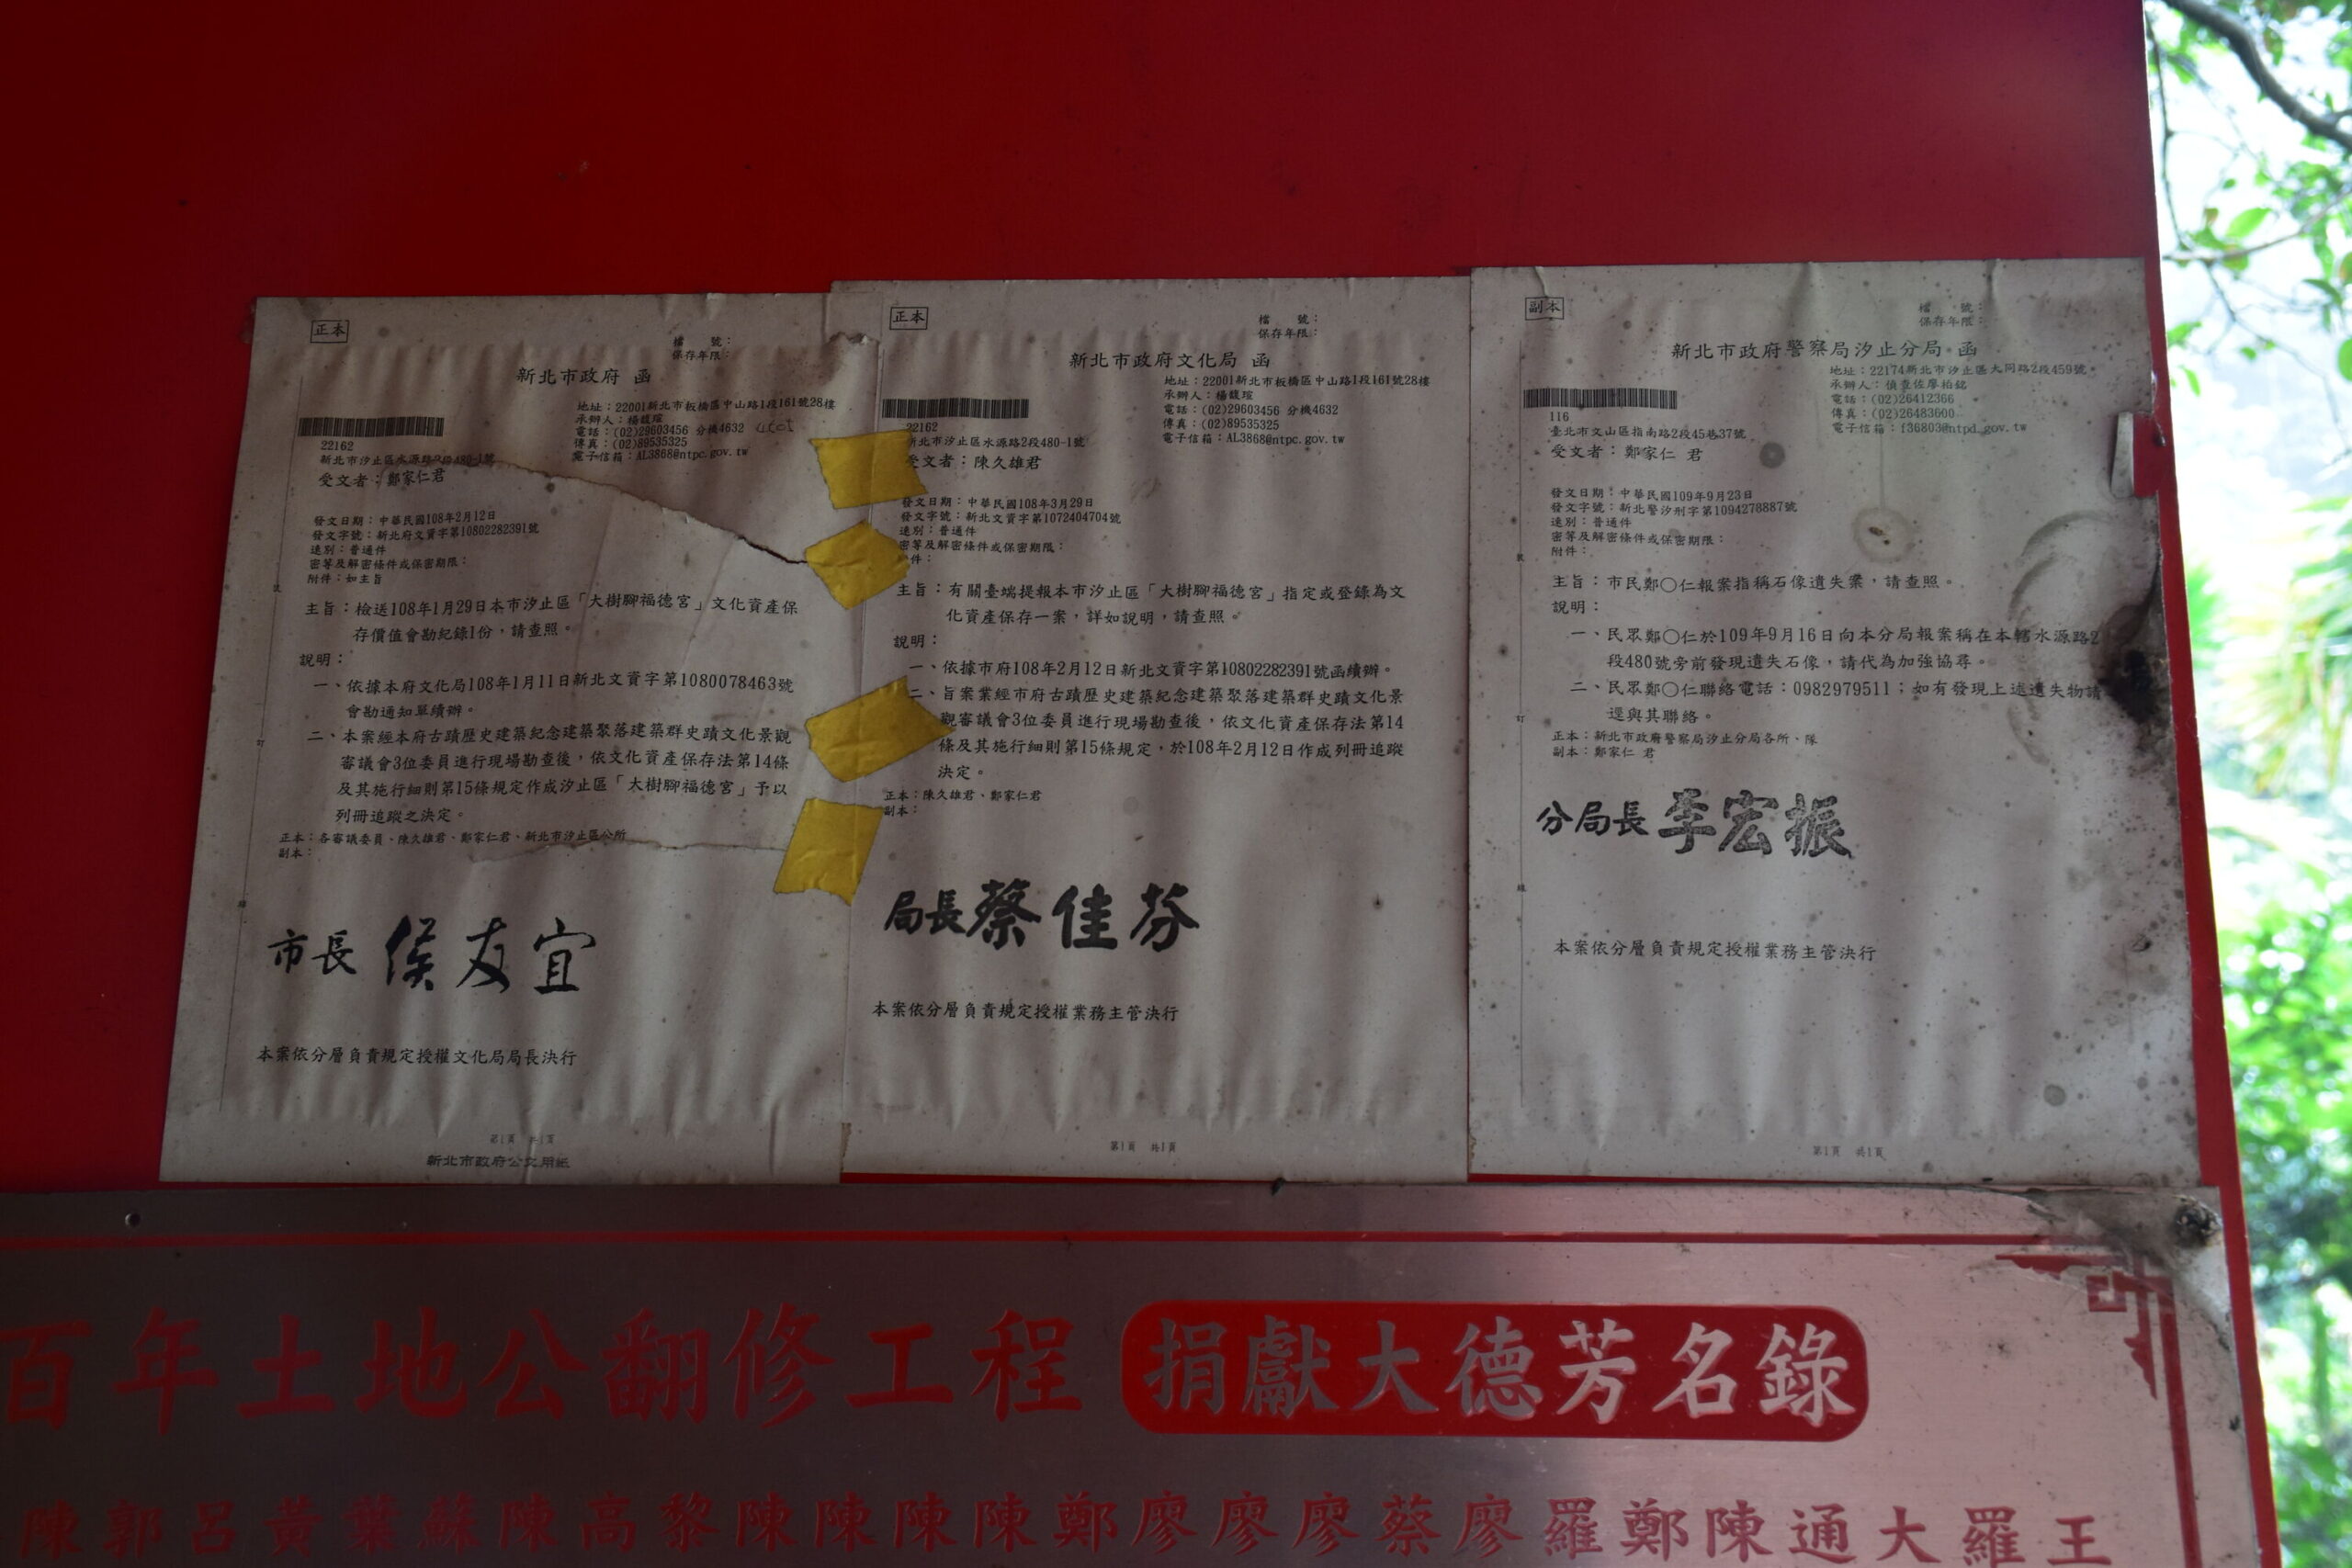 正本
檔　　號：
保存年限：
新北市政府 函
地址：22001新北市板橋區中山路1段161號28樓
承辦人：楊馥瑄
電話：(02)29603456 分機4632
傳真：(02)89535325
電子信箱：AL3868@ntpc.gov.tw
22162
新北市汐止區水源路2段480-1號
受文者：鄭家仁君
發文日期：中華民國108年2月12日
發文字號：新北府文資字第10802282391號
速別：普通件
密等及解密條件或保密期限：
附件：如主旨
主旨：檢送108年1月29日本市汐止區「大樹腳福德宮」文化資產保
存價值會勘紀錄1份，請查照。
說明：
一、依據本府文化局108年1月11日新北文資字第1080078463號
會勘通知單續辦。
二、本案經本府古蹟歷史建築紀念建築聚落建築群史蹟文化景觀
審議會3位委員進行現場勘查後，依文化資產保存法第14條
及其施行細則第15條規定作成汐止區「大樹腳福德宮」予以
列冊追蹤之決定。
正本：各審議委員、陳久雄君、鄭家仁君、新北市汐止區公所
副本：
市長 侯友宜
本案依分層負責規定授權文化局局長決行
第1頁 共1頁
新北市政府公文用紙
正本
檔　　號：
保存年限：
新北市政府文化局 函
地址：22001新北市板橋區中山路1段161號28樓
承辦人：楊馥瑄
電話：(02)29603456 分機4632
傳真：(02)89535325
電子信箱：AL3868@ntpc.gov.tw
22162
新北市汐止區水源路2段480-1號
受文者：陳久雄君
發文日期：中華民國108年3月29日
發文字號：新北文資字第1072404704號
速別：普通件
密等及解密條件或保密期限：
件：
主旨：有關臺端提報本市汐止區「大樹腳福德宮」指定或登錄為文
化資產保存一案，詳如說明，請查照。
說明：
一、依據市府108年2月12日新北文資字第10802282391號函續辦。
二、旨案業經市府古蹟歷史建築紀念建築聚落建築群史蹟文化景
觀審議會3位委員進行現場勘查後，依文化資產保存法第14
條及其施行細則第15條規定，於108年2月12日作成列冊追蹤
決定。
正本：陳久雄君、鄭家仁君
副本：
局長 蔡佳芬
本案依分層負責規定授權業務主管決行
第1頁 共1頁
副本
檔　　號：
保存年限：
新北市政府警察局汐止分局 函
地址：22174新北市汐止區大同路2段459號
承辦人：偵查佐廖柏銘
電話：(02)26412366
傳真：(02)26483600
電子信箱：f36803@ntpd.gov.tw
116
臺北市文山區指南路2段45巷37號
受文者：鄭家仁 君
發文日期：中華民國109年9月23日
發文字號：新北警汐刑字第1094278887號
速別：普通件
密等及解密條件或保密期限：
附件：
主旨：市民鄭○仁報案指稱石像遺失案，請查照。
說明：
一、民眾鄭○仁於109年9月16日向本分局報案稱在本轄水源路2
段480號旁前發現遺失石像，請代為加強協尋。
二、民眾鄭○仁聯絡電話：0982979511；如有發現上述遺失物請
逕與其聯絡。
正本：新北市政府警察局汐止分局各所、隊
副本：鄭家仁 君
分局長 李宏振
本案依分層負責規定授權業務主管決行
第1頁 共1頁
百年土地公翻修工程 捐獻大德芳名錄
陳郭呂黃葉蘇陳高黎陳陳陳陳鄭廖廖廖蔡廖羅鄭陳通大羅王